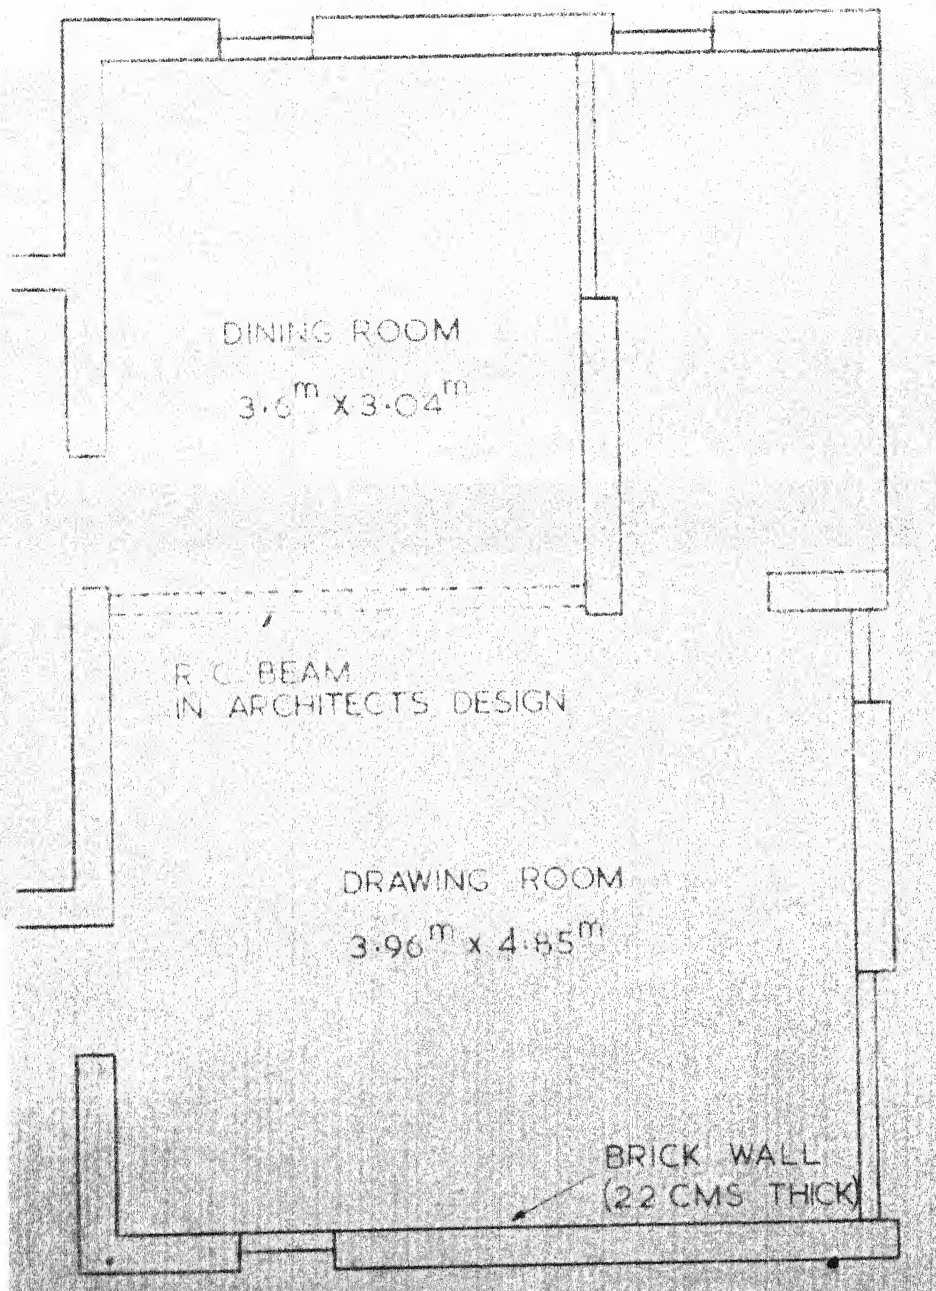 DINING ROOM
3.6m x 3.04m
R.C. BEAM
IN ARCHITECTS DESIGN
DRAWING ROOM
3.96m x 4.85m
BRICK WALL
(22 CMS THICK)